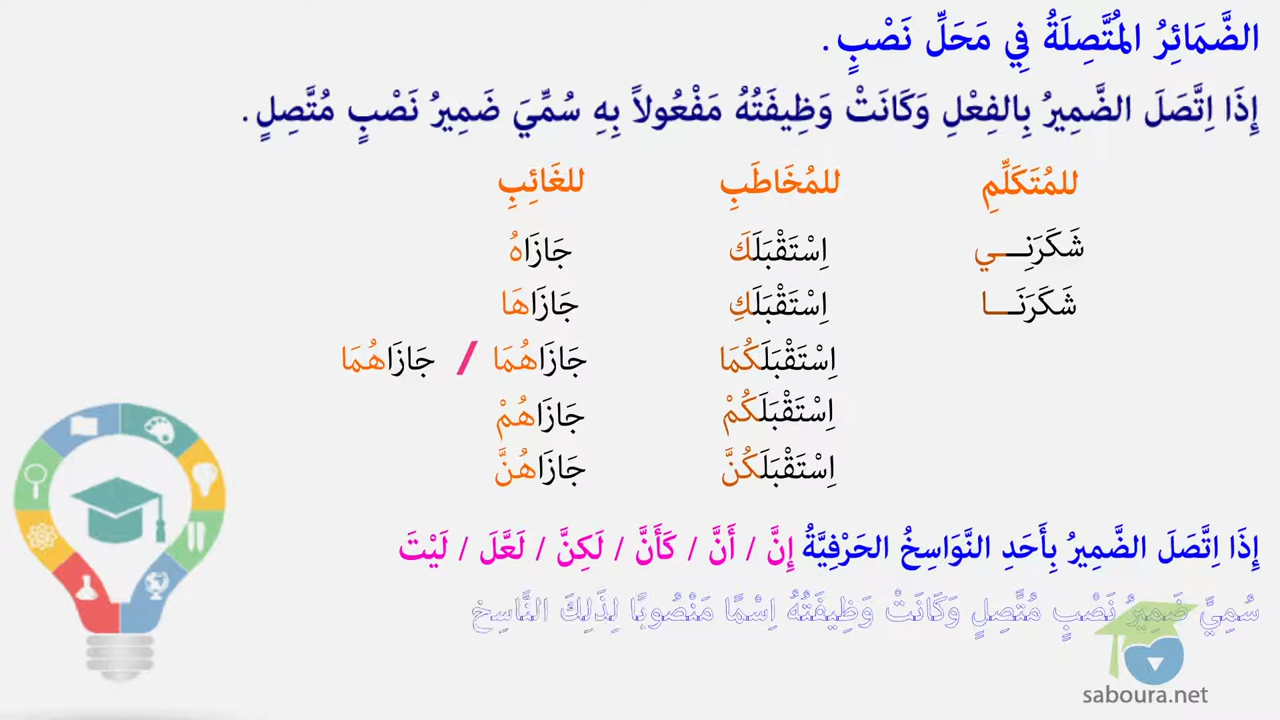 الضَّمَائِرُ المُتَّصِلَةُ فِي مَحَلِّ نَصْبٍ .
إِذَا اِتَّصَلَ الضَّمِيرُ بِالفِعْلِ وَكَانَتْ وَظِيفَتُهُ مَفْعُولاً بِهِ سُمِّيَ ضَمِيرُ نَصْبٍ مُتَّصِلٍ .
للمُتَكَلِّمِ للمُخَاطَبِ للغَائِبِ
شَكَرَنِــي اِسْتَقْبَلَكَ جَازَاهُ
شَكَرَنَــا اِسْتَقْبَلَكِ جَازَاهَا
اِسْتَقْبَلَكُمَا جَازَاهُمَا / جَازَاهُمَا
اِسْتَقْبَلَكُمْ جَازَاهُمْ
اِسْتَقْبَلَكُنَّ جَازَاهُنَّ
إِذَا اِتَّصَلَ الضَّمِيرُ بِأَحَدِ النَّوَاسِخُ الحَرْفِيَّةُ إِنَّ / أَنَّ / كَأَنَّ / لَكِنَّ / لَعَّلَ / لَيْتَ
سُمِيَّ ضَمِيرُ نَصْبٍ مُتَّصِلٍ وَكَانَتْ وَظِيفَتُهُ اِسْمًا مَنْصُوبًا لِذَلِكَ النَّاسِخ
saboura.net